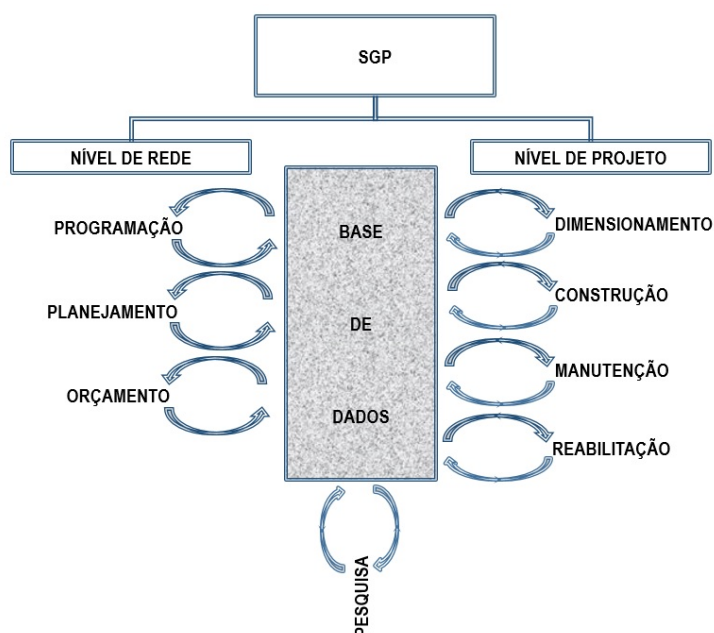 SGP
NÍVEL DE REDE
NÍVEL DE PROJETO
PROGRAMAÇÃO
PLANEJAMENTO
ORÇAMENTO
BASE
DE
DADOS
DIMENSIONAMENTO
CONSTRUÇÃO
MANUTENÇÃO
REABILITAÇÃO
PESQUISA